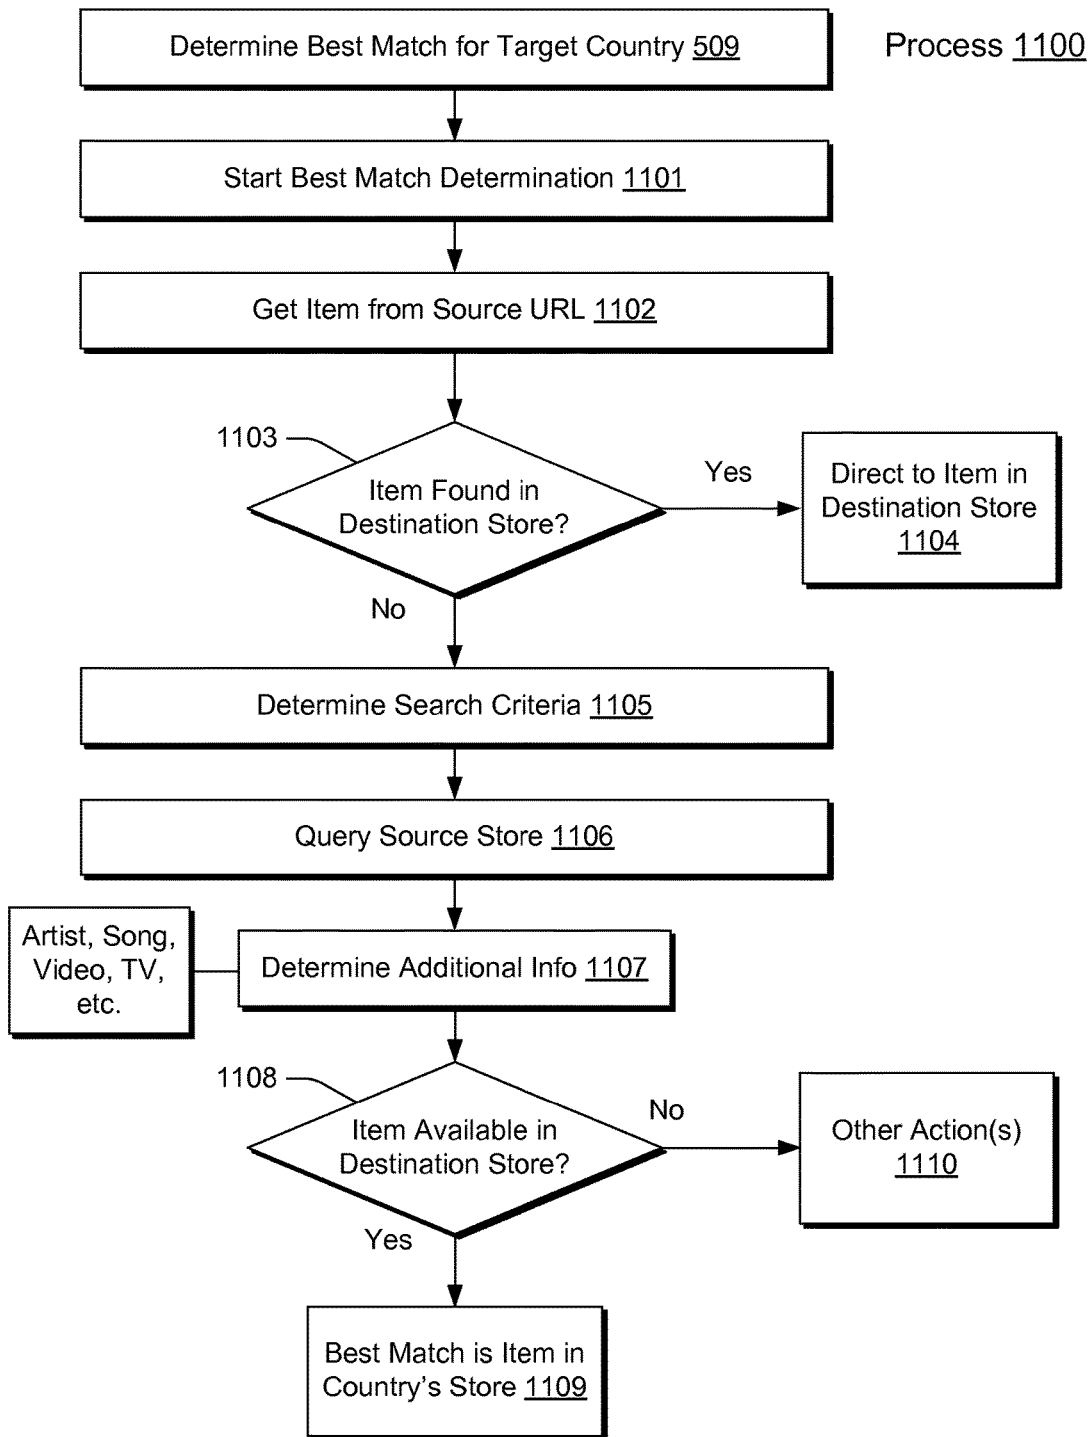 Determine Best Match for Target Country 509
Process 1100
Start Best Match Determination 1101
Get Item from Source URL 1102
1103
Item Found in
Destination Store?
Yes
Direct to Item in
Destination Store
1104
No
Determine Search Criteria 1105
Query Source Store 1106
Artist, Song,
Video, TV,
etc.
Determine Additional Info 1107
1108
Item Available in
Destination Store?
No
Other Action(s)
1110
Yes
Best Match is Item in
Country's Store 1109